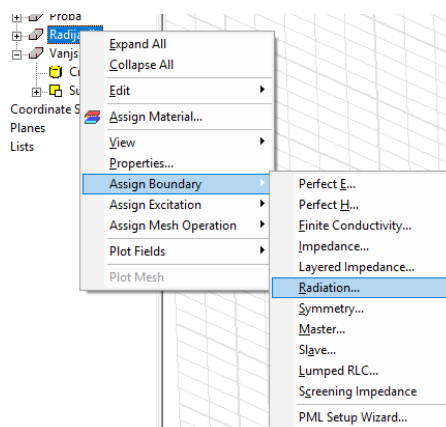 Proba
Expand All
Collapse All
Edit
Assign Material...
View
Properties...
Assign Boundary
Assign Excitation
Assign Mesh Operation
Plot Fields
Plot Mesh
Coordinate S
Planes
Lists
Perfect E...
Perfect H...
Finite Conductivity...
Impedance...
Layered Impedance...
Radiation...
Symmetry...
Master...
Slave...
Lumped RLC...
Screening Impedance
PML Setup Wizard...